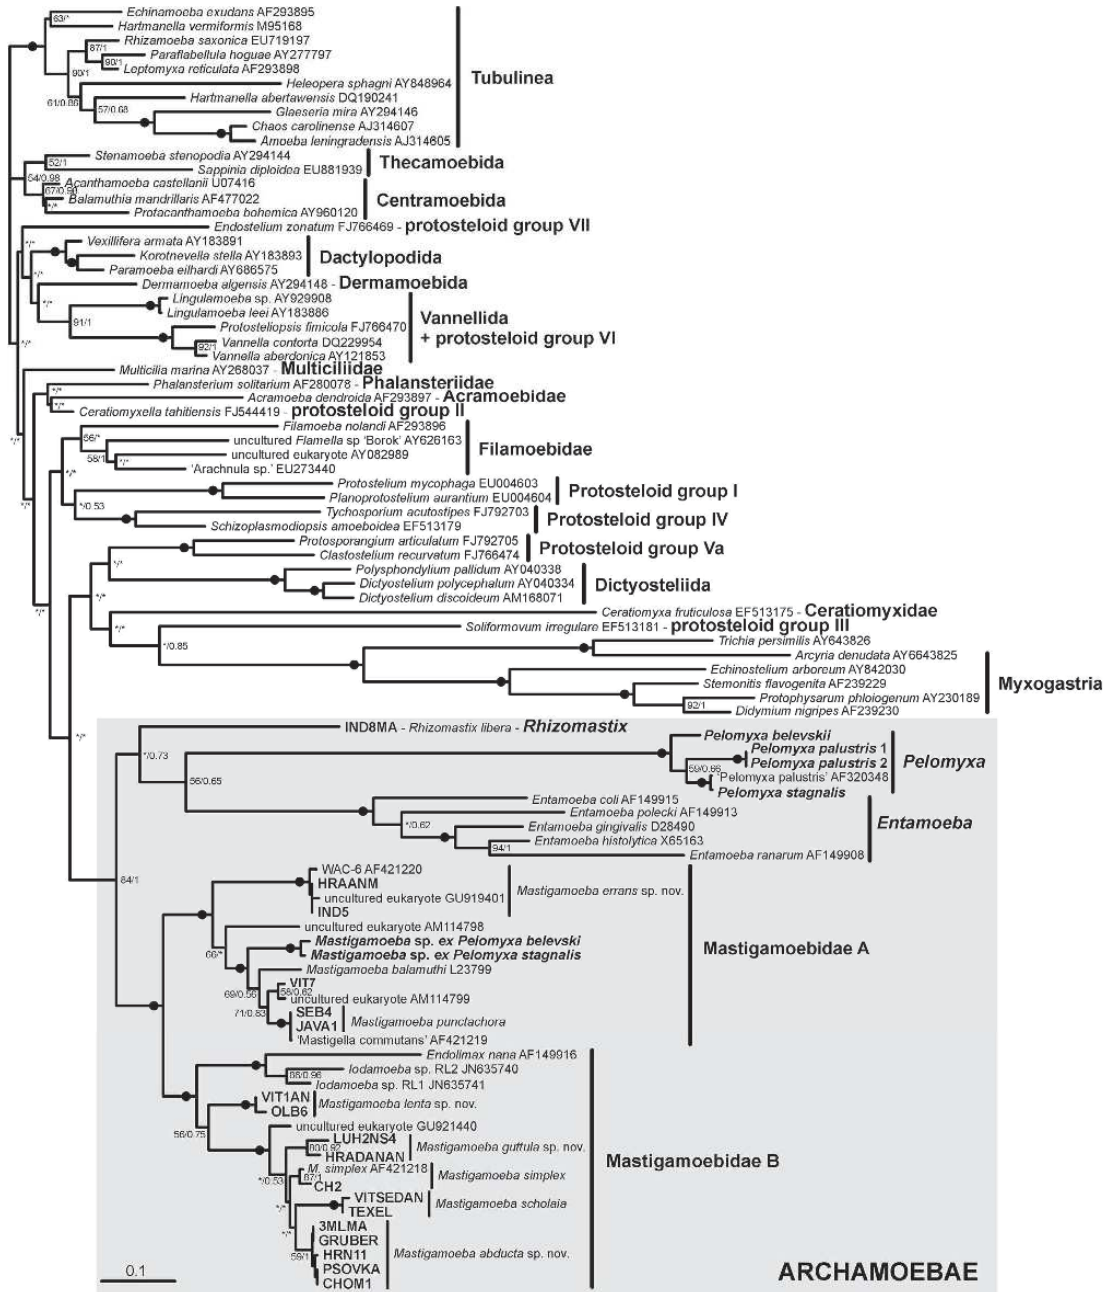 Echinamoeba exudans AF293895
63/*
Hartmanella vermiformis M95168
Rhizamoeba saxonica EU719197
87/1
Paraflabellula hoguae AY277797
90/1
Leptomyxa reticulata AF293898
90/1
Heleopera sphagni AY848964
Tubulinea
61/0.86
Hartmanella abertawensis DQ190241
57/0.68
Glaeseria mira AY294146
Chaos carolinense AJ314607
Amoeba leningradensis AJ314605
Stenamoeba stenopodia AY294144
52/1
Thecamoebida
Sappinia diploidea EU881939
54/0.98
Acanthamoeba castellanii U07416
Balamuthia mandrillaris AF477022
Centramoebida
*/*
Protacanthamoeba bohemica AY960120
Endostelium zonatum FJ766469 - protosteloid group VII
*/*
Vexillifera armata AY183891
Korotnevella stella AY183893
Dactylopodida
*/*
Paramoeba eilhardi AY686575
Dermamoeba algensis AY294148 - Dermamoebida
*/*
Lingulamoeba sp. AY929908
Lingulamoeba leei AY183886
Vannellida
+ protosteloid group VI
91/1
Protosteliopsis fimicola FJ766470
Vannella contorta DQ229954
92/1
Vannella aberdonica AY121853
*/*
Multicilia marina AY268037 - Multiciliidae
Phalansterium solitarium AF280078 - Phalansteriidae
*/*
Acramoeba dendroida AF293897 - Acramoebidae
*/*
Ceratiomyxella tahitiensis FJ544419 - protosteloid group II
Filamoeba nolandi AF293896
56/*
*/*
uncultured Flamella sp 'Borok' AY626163
Filamoebidae
58/1
uncultured eukaryote AY082989
*/*
'Arachnula sp.' EU273440
*/*
Protostelium mycophaga EU004603
Protosteloid group I
Planoprotostelium aurantium EU004604
*/*
*/0.53
Tychosporium acutostipes FJ792703
Protosteloid group IV
Schizoplasmodiopsis amoeboidea EF513179
Protosporangium articulatum FJ792705
Protosteloid group Va
Clastostelium recurvatum FJ766474
*/*
Polysphondylium pallidum AY040338
Dictyostelium polycephalum AY040334
Dictyosteliida
Dictyostelium discoideum AM168071
*/*
*/*
Ceratiomyxa fruticulosa EF513175 - Ceratiomyxidae
Soliformovum irregulare EF513181 - protosteloid group III
*/*
*/0.85
Trichia persimilis AY643826
Arcyria denudata AY6643825
Echinostelium arboreum AY842030
Stemonitis flavogenita AF239229
Myxogastria
Protophysarum phloiogenum AY230189
92/1
Didymium nigripes AF239230
*/*
IND8MA - Rhizomastix libera - Rhizomastix
*/0.73
Pelomyxa belevskii
Pelomyxa palustris 1
Pelomyxa palustris 2
Pelomyxa
59/0.66
'Pelomyxa palustris' AF320348
56/0.65
Pelomyxa stagnalis
Entamoeba coli AF149915
Entamoeba polecki AF149913
*/0.62
Entamoeba gingivalis D28490
Entamoeba
Entamoeba histolytica X65163
94/1
Entamoeba ranarum AF149908
84/1
WAC-6 AF421220
HRAANM
Mastigamoeba errans sp. nov.
uncultured eukaryote GU919401
IND5
uncultured eukaryote AM114798
66/*
Mastigamoeba sp. ex Pelomyxa belevski
Mastigamoebidae A
Mastigamoeba sp. ex Pelomyxa stagnalis
Mastigamoeba balamuthi L23799
VIT7
69/0.56
58/0.62
uncultured eukaryote AM114799
71/0.83
SEB4
JAVA1
Mastigamoeba punctachora
'Mastigella commutans' AF421219
Endolimax nana AF149916
Iodamoeba sp. RL2 JN635740
88/0.96
Iodamoeba sp. RL1 JN635741
VIT1AN
Mastigamoeba lenta sp. nov.
OLB6
56/0.75
uncultured eukaryote GU921440
LUH2NS4
80/0.92
Mastigamoeba guttula sp. nov.
HRADANAN
Mastigamoebidae B
*/0.53
M. simplex AF421218
87/1
Mastigamoeba simplex
CH2
*/*
VITSEDAN
Mastigamoeba scholaia
TEXEL
3MLMA
GRUBER
56/1
HRN11
Mastigamoeba abducta sp. nov.
PSOVKA
CHOM1
0.1
ARCHAMOEBAE